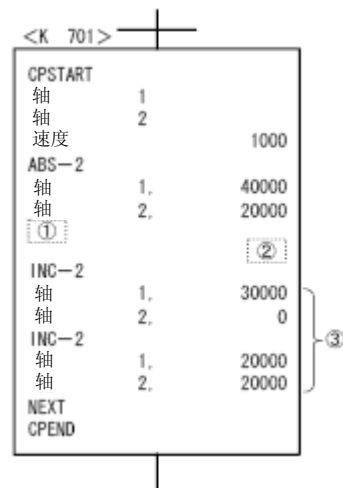 <K 701>
CPSTART
轴 1
轴 2
速度 1000
ABS-2
轴 1, 40000
轴 2, 20000
①
②
INC-2
轴 1, 30000
轴 2, 0
INC-2
轴 1, 20000
轴 2, 20000
③
NEXT
CPEND